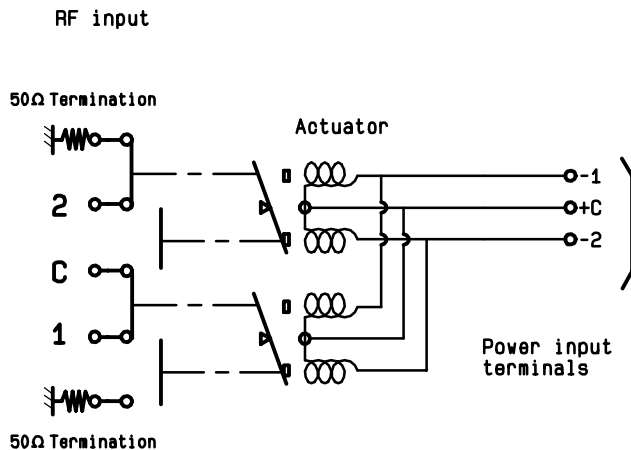 RF input
50Ω Termination
Actuator
2
C
1
-1
+C
-2
Power input
terminals
50Ω Termination